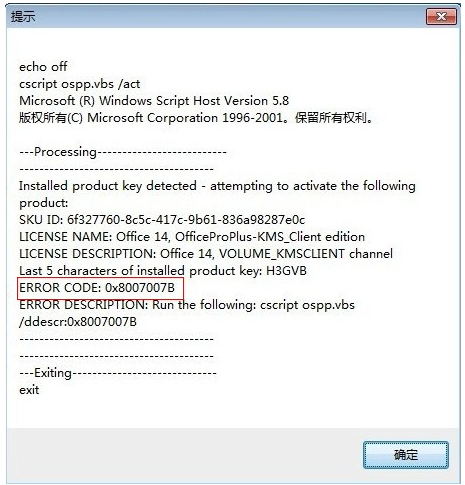 提示
echo off
cscript ospp.vbs /act
Microsoft (R) Windows Script Host Version 5.8
版权所有(C) Microsoft Corporation 1996-2001。保留所有权利。
---Processing--------------------------
---------------------------------------
Installed product key detected - attempting to activate the following
product:
SKU ID: 6f327760-8c5c-417c-9b61-836a98287e0c
LICENSE NAME: Office 14, OfficeProPlus-KMS_Client edition
LICENSE DESCRIPTION: Office 14, VOLUME_KMSCLIENT channel
Last 5 characters of installed product key: H3GVB
ERROR CODE: 0x8007007B
ERROR DESCRIPTION: Run the following: cscript ospp.vbs
/ddescr:0x8007007B
---------------------------------------
---------------------------------------
---Exiting-----------------------------
exit
确定